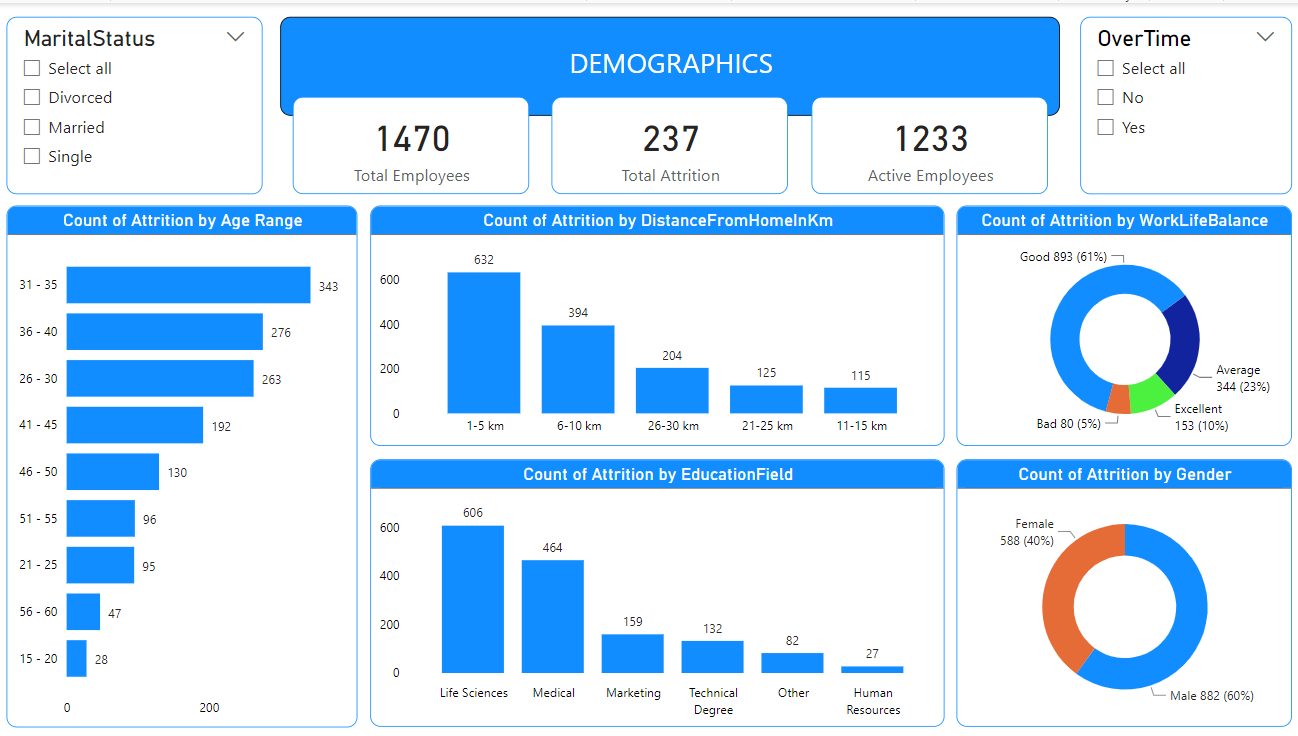 MaritalStatus
Select all
Divorced
Married
Single
DEMOGRAPHICS
1470
Total Employees
237
Total Attrition
1233
Active Employees
OverTime
Select all
No
Yes
Count of Attrition by Age Range
31 - 35
343
36 - 40
276
26 - 30
263
41 - 45
192
46 - 50
130
51 - 55
96
21 - 25
95
56 - 60
47
15 - 20
28
0
200
Count of Attrition by DistanceFromHomeInKm
600
400
200
0
632
394
204
125
115
1-5 km
6-10 km
26-30 km
21-25 km
11-15 km
Count of Attrition by WorkLifeBalance
Good 893 (61%)
Average
344 (23%)
Excellent
153 (10%)
Bad 80 (5%)
Count of Attrition by EducationField
600
400
200
0
606
464
159
132
82
27
Life Sciences
Medical
Marketing
Technical
Degree
Other
Human
Resources
Count of Attrition by Gender
Female
588 (40%)
Male 882 (60%)